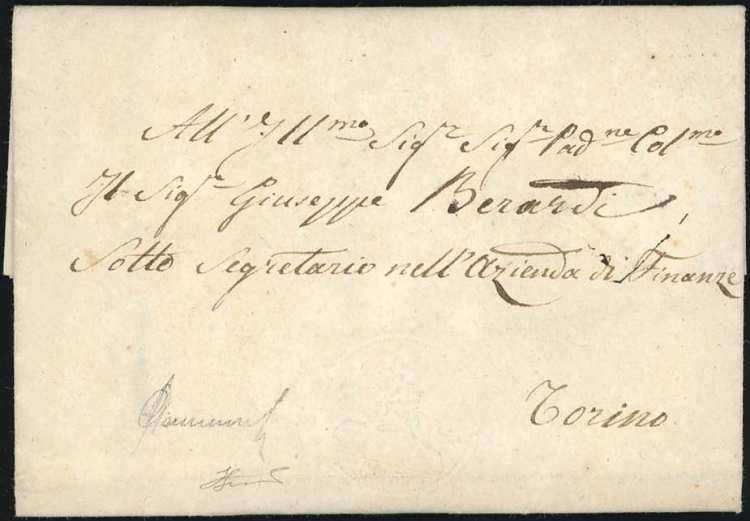 All' Ill.mo Sig.r Sig.r Pad.ne Col.mo
Il Sig.r Giuseppe Berardi,
Sotto Segretario nell'Azienda di Finanze
Torino